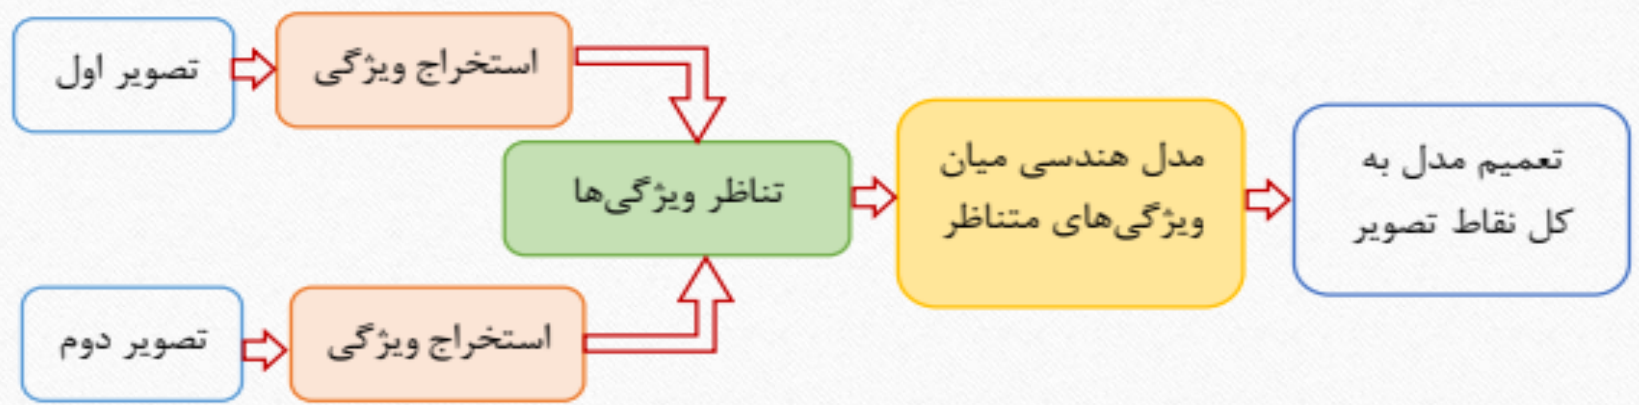 تصویر اول
استخراج ویژگی
تناظر ویژگی‌ها
مدل هندسی میان
ویژگی‌های متناظر
تعمیم مدل به
کل نقاط تصویر
تصویر دوم
استخراج ویژگی